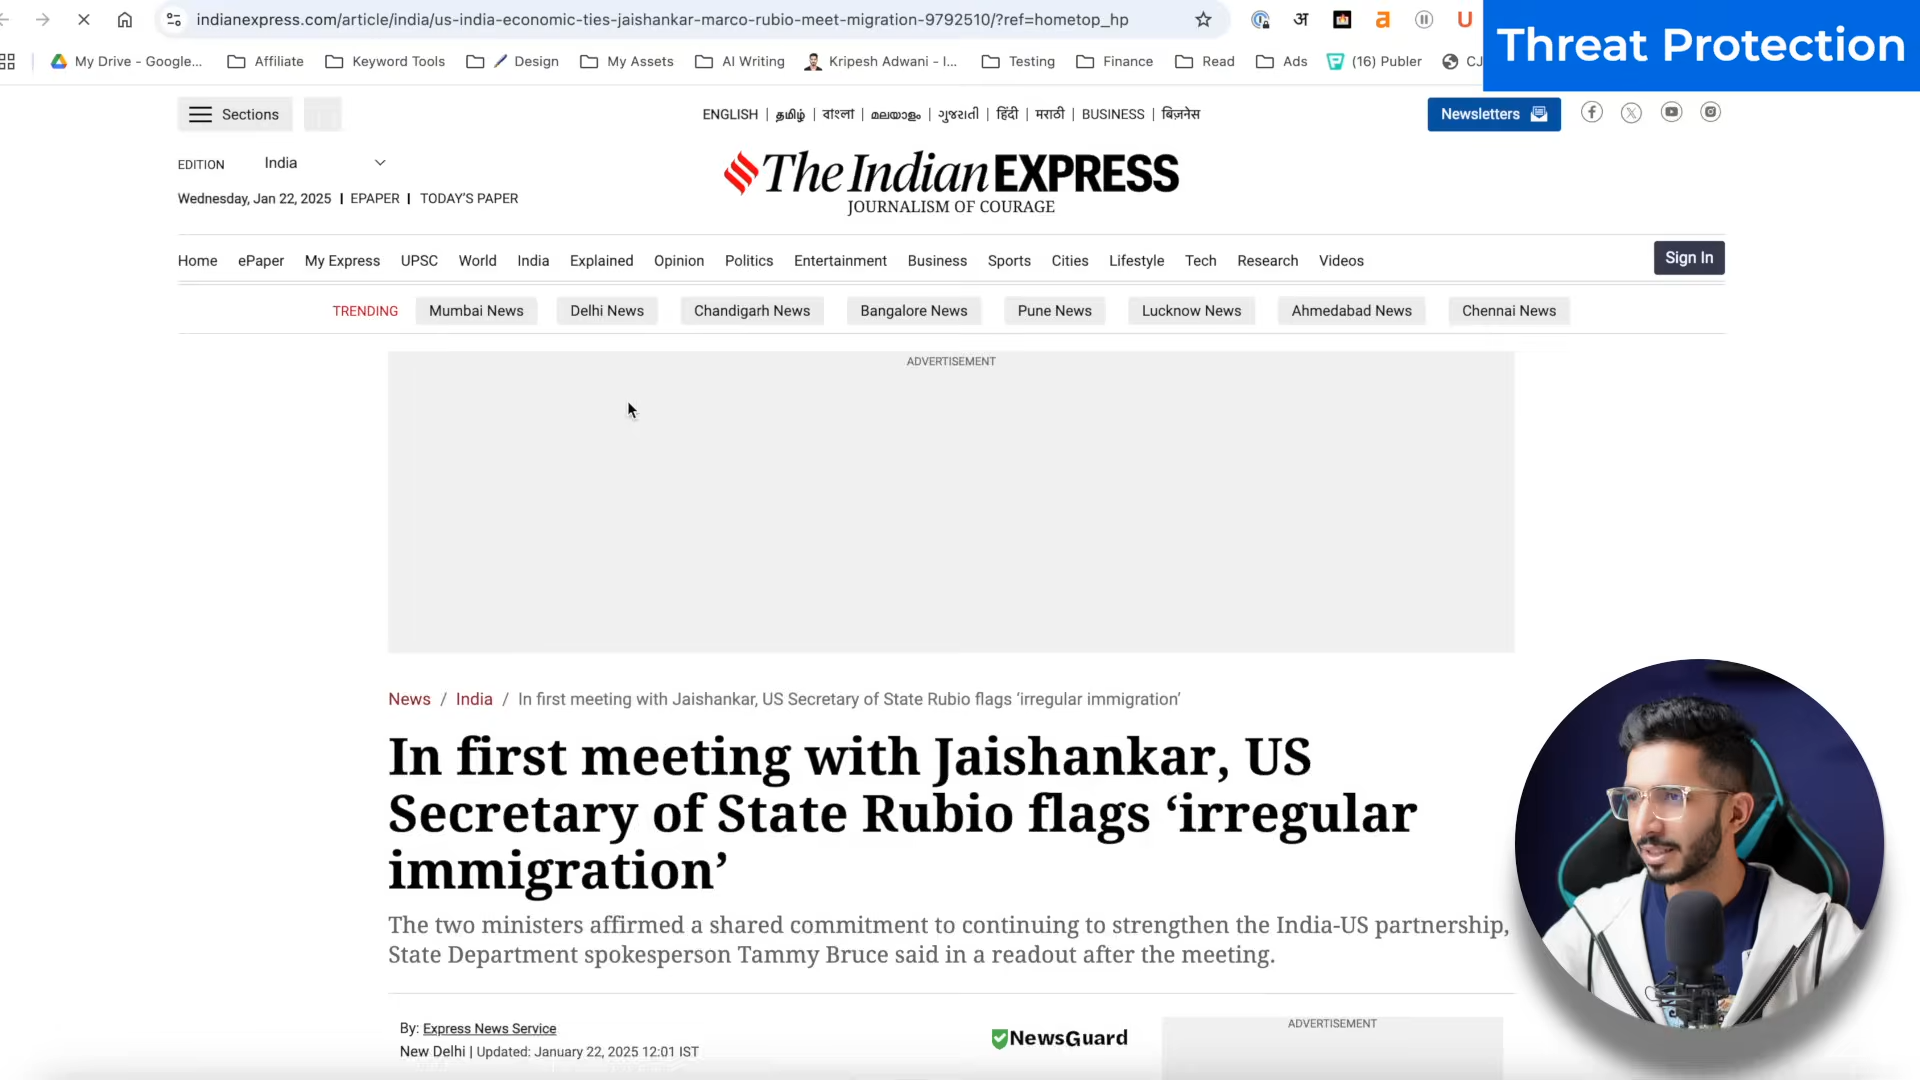 indianexpress.com/article/india/us-india-economic-ties-jaishankar-marco-rubio-meet-migration-9792510/?ref=hometop_hp
अ
a
U
Threat Protection
My Drive - Google...
Affiliate
Keyword Tools
Design
My Assets
AI Writing
Kripesh Adwani - I...
Testing
Finance
Read
Ads
(16) Publer
CJ
Sections
ENGLISH | தமிழ் | বাংলা | മലയാളം | ગુજરાતી | हिंदी | मराठी | BUSINESS | बिज़नेस
Newsletters
EDITION India
The Indian EXPRESS
JOURNALISM OF COURAGE
Wednesday, Jan 22, 2025 | EPAPER | TODAY'S PAPER
Home ePaper My Express UPSC World India Explained Opinion Politics Entertainment Business Sports Cities Lifestyle Tech Research Videos
Sign In
TRENDING Mumbai News Delhi News Chandigarh News Bangalore News Pune News Lucknow News Ahmedabad News Chennai News
ADVERTISEMENT
News / India / In first meeting with Jaishankar, US Secretary of State Rubio flags ‘irregular immigration’
In first meeting with Jaishankar, US
Secretary of State Rubio flags ‘irregular
immigration’
The two ministers affirmed a shared commitment to continuing to strengthen the India-US partnership,
State Department spokesperson Tammy Bruce said in a readout after the meeting.
By: Express News Service
New Delhi | Updated: January 22, 2025 12:01 IST
NewsGuard
ADVERTISEMENT